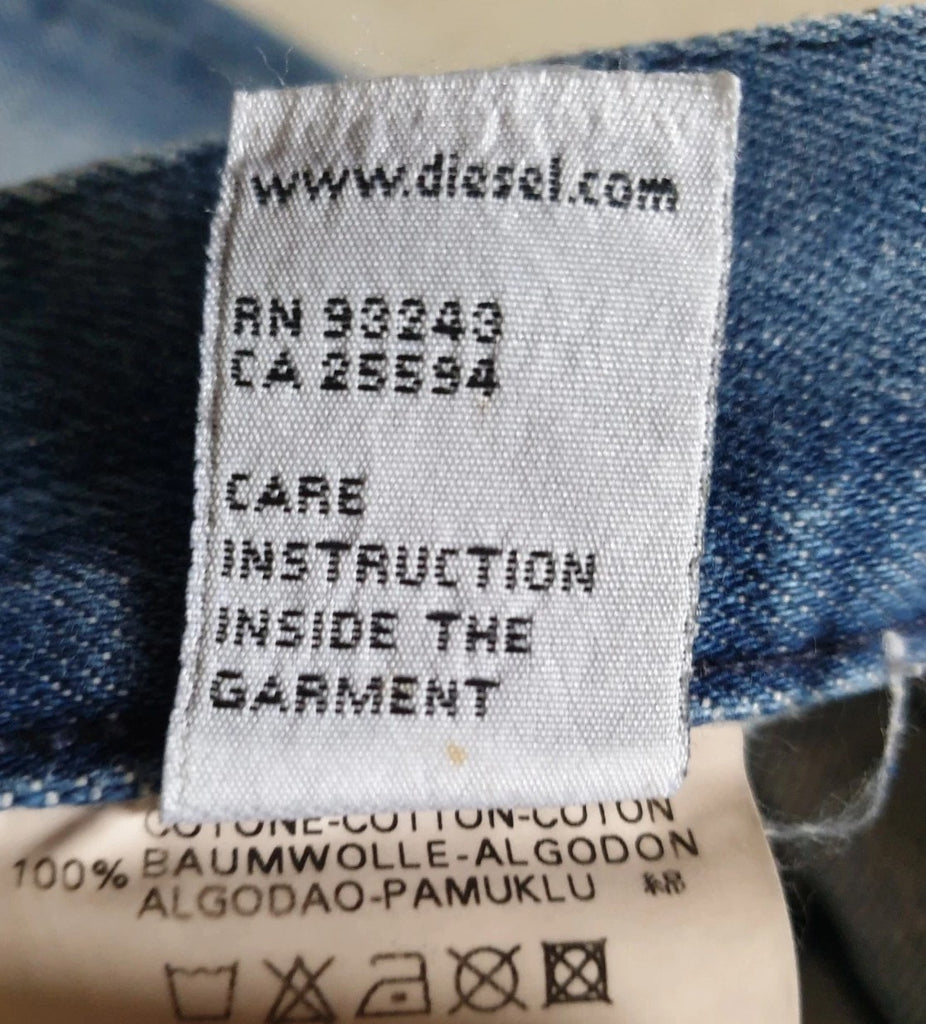 www.diesel.com
RN 93243
CA 25594
CARE
INSTRUCTION
INSIDE THE
GARMENT
COTONE-COTTON-COTON
100% BAUMWOLLE-ALGODON
ALGODAO-PAMUKLU 綿